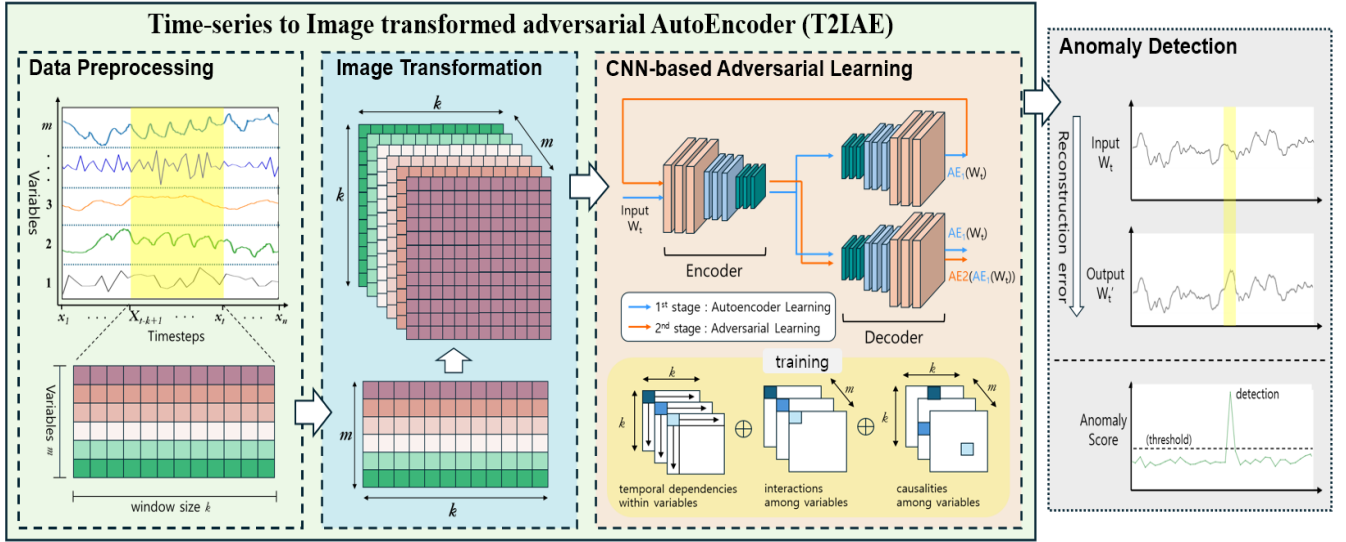 Time-series to Image transformed adversarial AutoEncoder (T2IAE)
Data Preprocessing
Variables
m
:
3
2
1
x1 · · · · Xt-k+1 · · · · xt · · · · xn
Timesteps
Variables m
window size k
Image Transformation
k
k
m
m
k
CNN-based Adversarial Learning
Input
Wt
Encoder
AE1(Wt)
AE1(Wt)
AE2(AE1(Wt))
Decoder
1st stage : Autoencoder Learning
2nd stage : Adversarial Learning
training
k
k
temporal dependencies
within variables
m
interactions
among variables
k
k
m
causalities
among variables
Anomaly Detection
Reconstruction error
Input
Wt
Output
Wt'
Anomaly
Score
(threshold)
detection